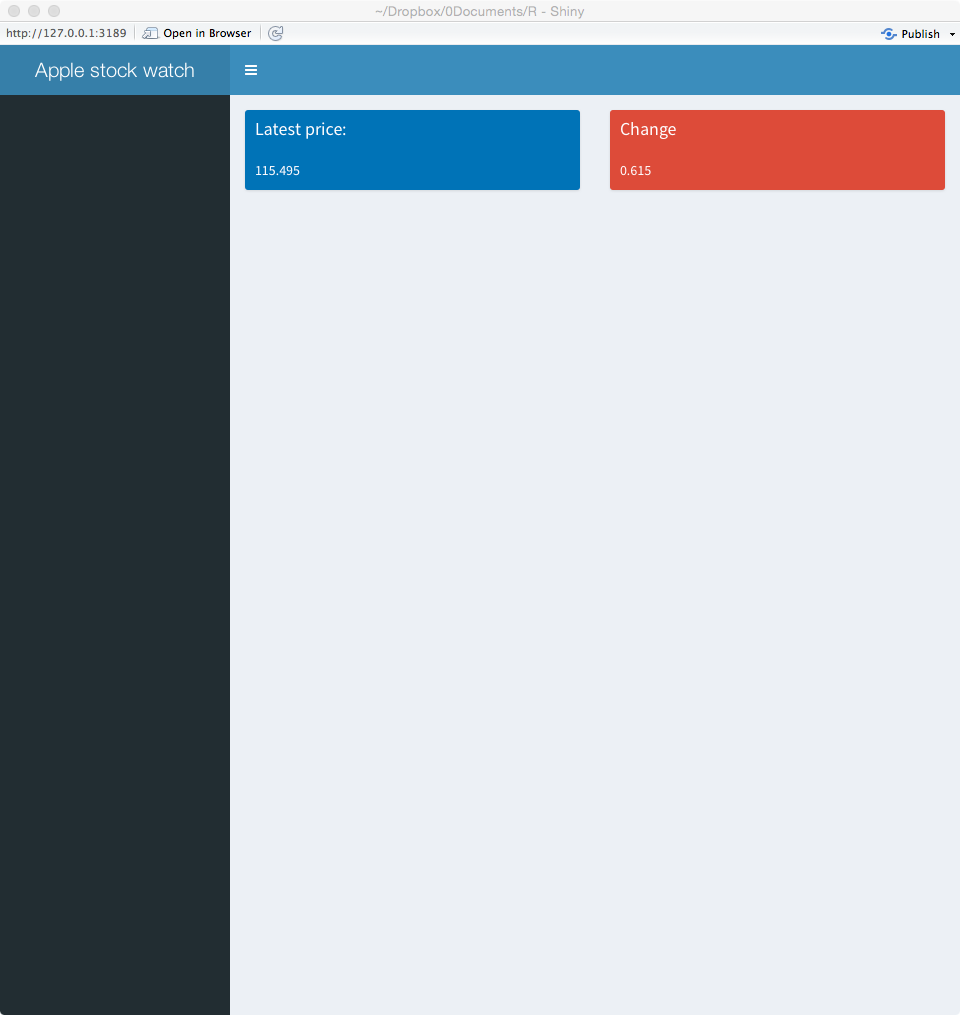 ~/Dropbox/0Documents/R - Shiny
http://127.0.0.1:3189 Open in Browser Publish
Apple stock watch
Latest price:
115.495
Change
0.615